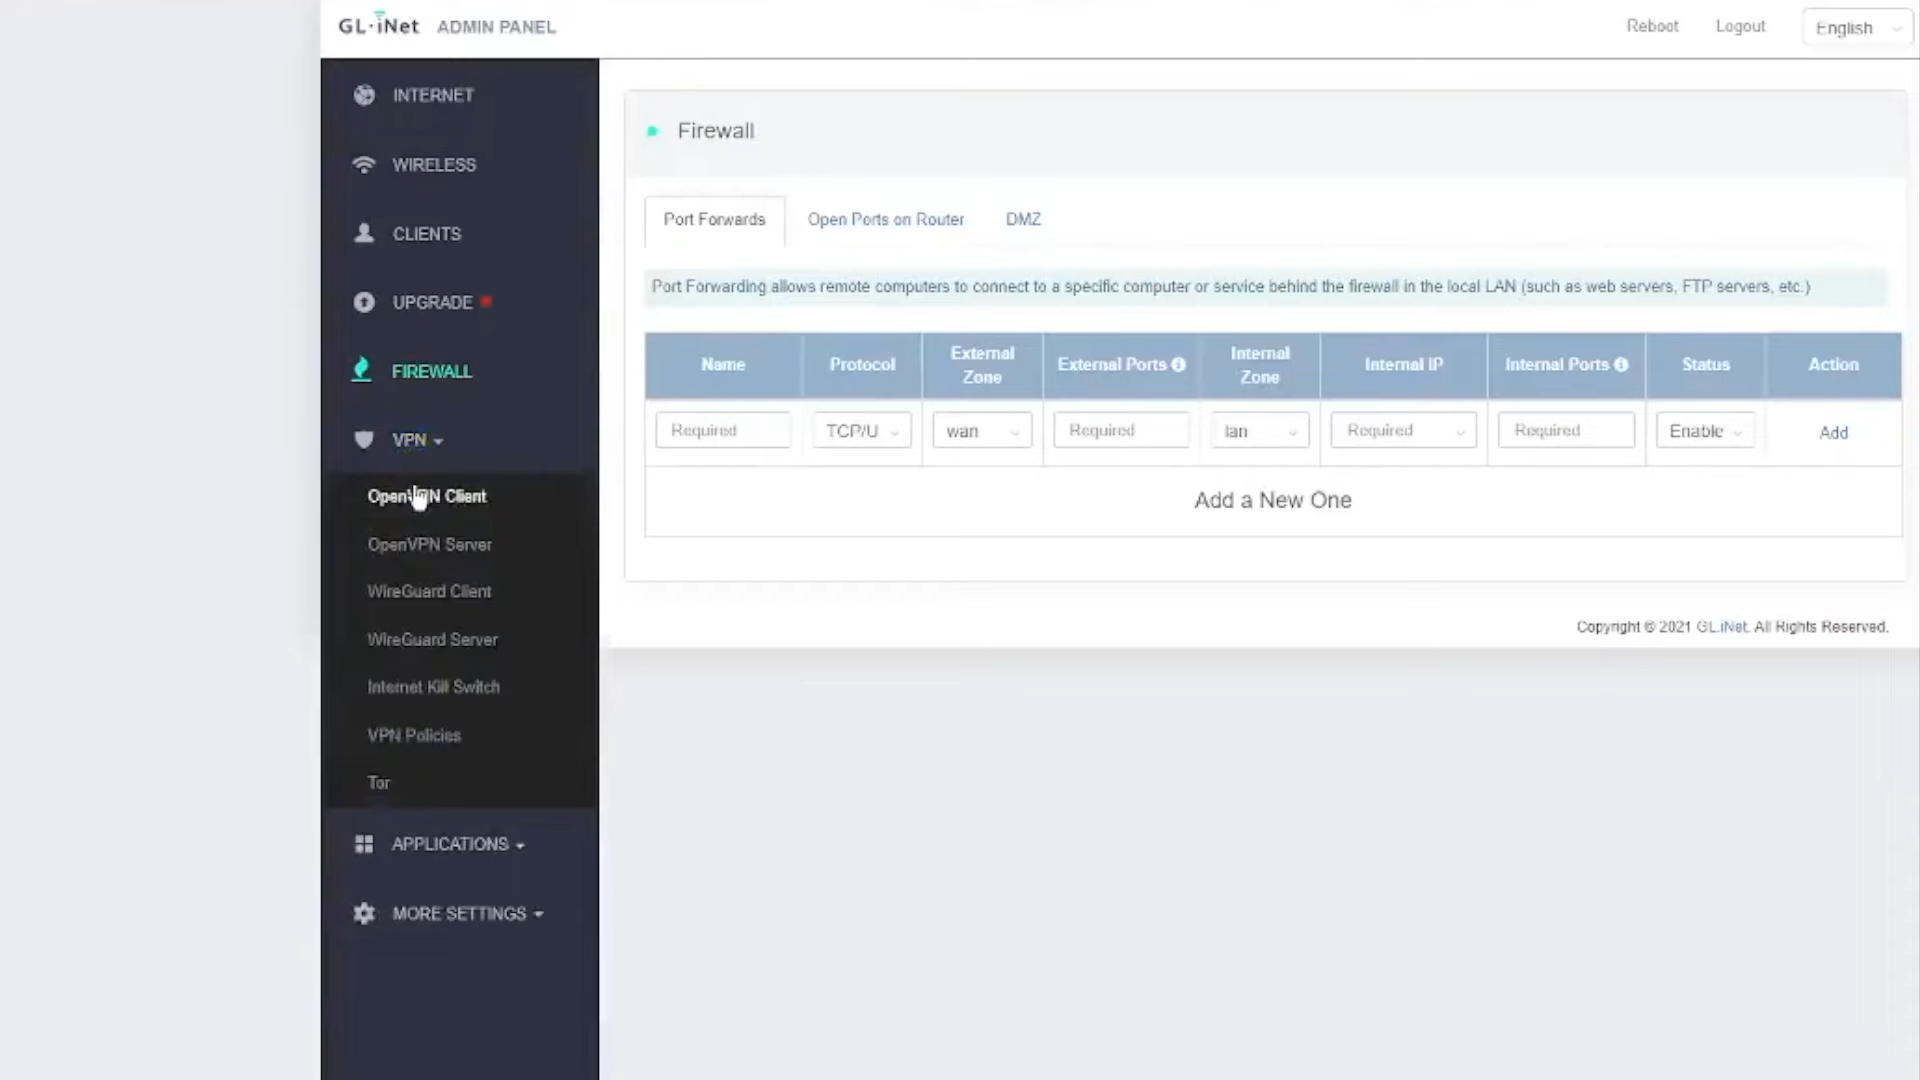 GL·iNet ADMIN PANEL
Reboot
Logout
English
INTERNET
WIRELESS
CLIENTS
UPGRADE
FIREWALL
VPN
OpenVPN Client
OpenVPN Server
WireGuard Client
WireGuard Server
Internet Kill Switch
VPN Policies
Tor
APPLICATIONS
MORE SETTINGS
Firewall
Port Forwards
Open Ports on Router
DMZ
Port Forwarding allows remote computers to connect to a specific computer or service behind the firewall in the local LAN (such as web servers, FTP servers, etc.)
Name
Protocol
External Zone
External Ports
Internal Zone
Internal IP
Internal Ports
Status
Action
Required
TCP/U
wan
Required
lan
Required
Required
Enable
Add
Add a New One
Copyright © 2021 GL.iNet. All Rights Reserved.